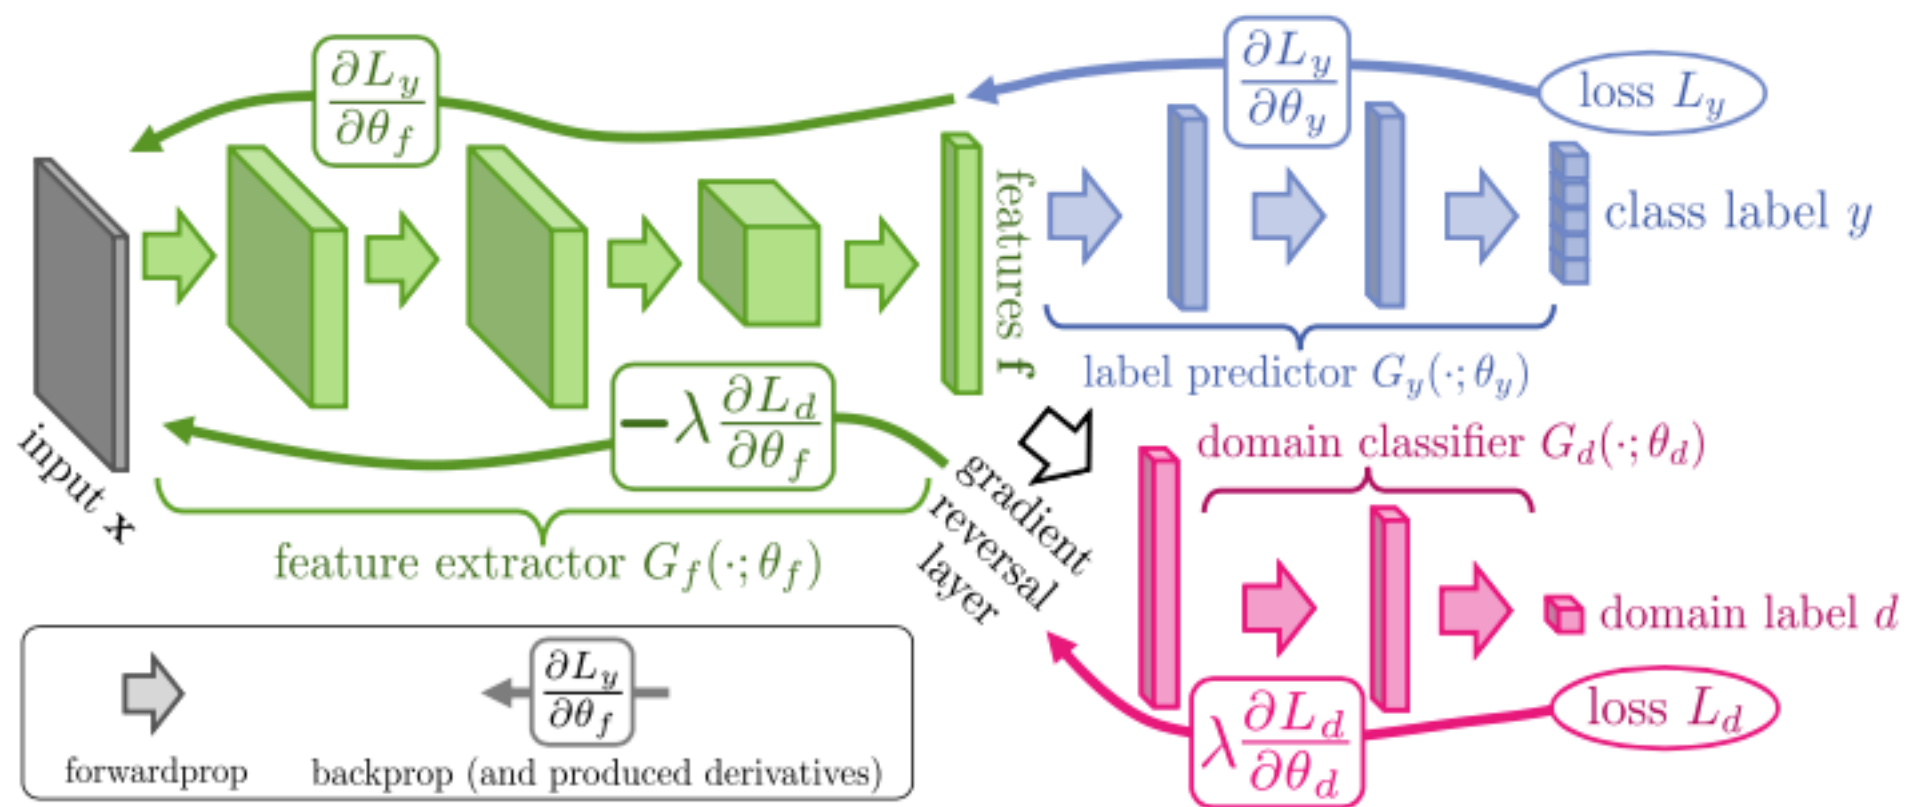 ∂L_y
∂θ_f
∂L_y
∂θ_y
loss L_y
features f
class label y
label predictor G_y(·; θ_y)
−λ ∂L_d
∂θ_f
input x
domain classifier G_d(·; θ_d)
gradient
reversal
layer
feature extractor G_f(·; θ_f)
domain label d
loss L_d
λ ∂L_d
∂θ_d
∂L_y
∂θ_f
forwardprop
backprop (and produced derivatives)